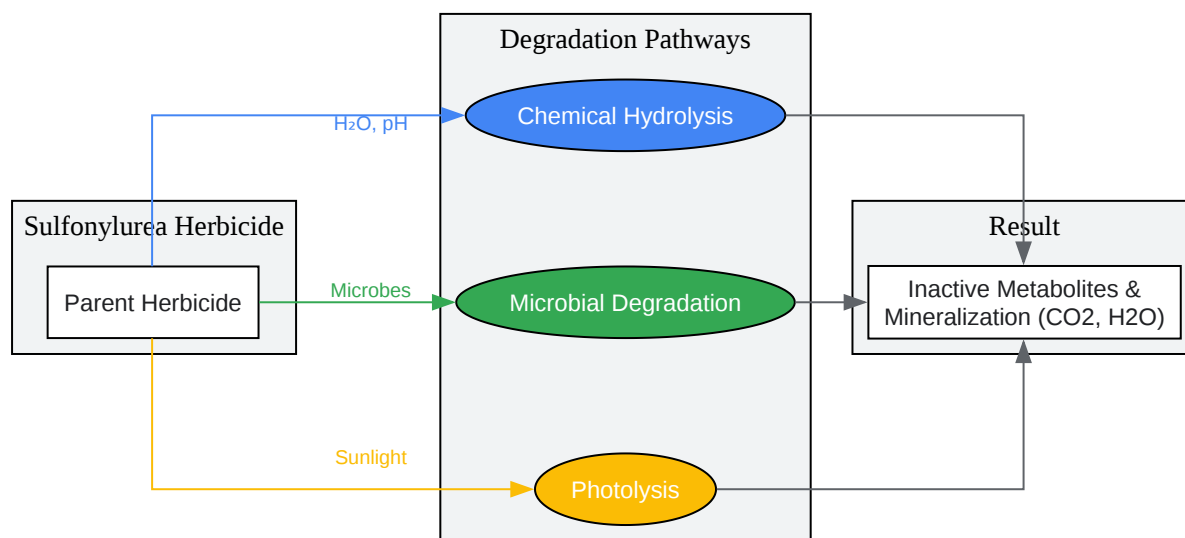 Degradation Pathways
Chemical Hydrolysis
H₂O, pH
Sulfonylurea Herbicide
Parent Herbicide
Microbes
Microbial Degradation
Result
Inactive Metabolites &
Mineralization (CO2, H2O)
Sunlight
Photolysis